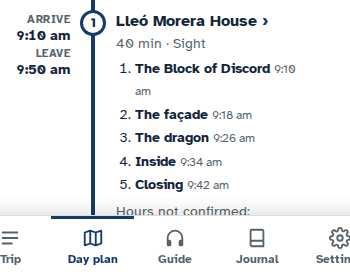 ARRIVE
9:10 am
LEAVE
9:50 am
1
Lleó Morera House ›
40 min · Sight
1. The Block of Discord 9:10
am
2. The façade 9:18 am
3. The dragon 9:26 am
4. Inside 9:34 am
5. Closing 9:42 am
Hours not confirmed:
Trip
Day plan
Guide
Journal
Settin